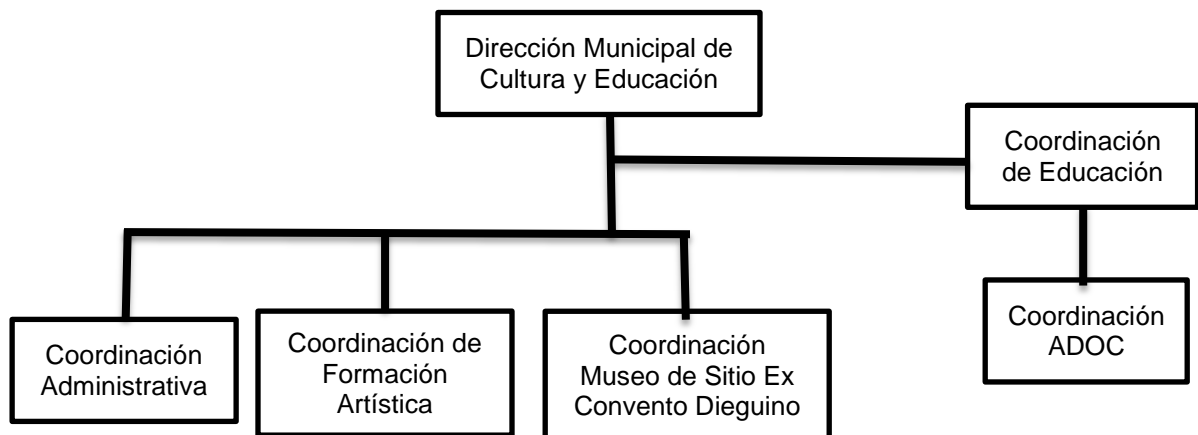 Dirección Municipal de
Cultura y Educación
Coordinación
de Educación
Coordinación
Administrativa
Coordinación de
Formación
Artística
Coordinación
Museo de Sitio Ex
Convento Dieguino
Coordinación
ADOC